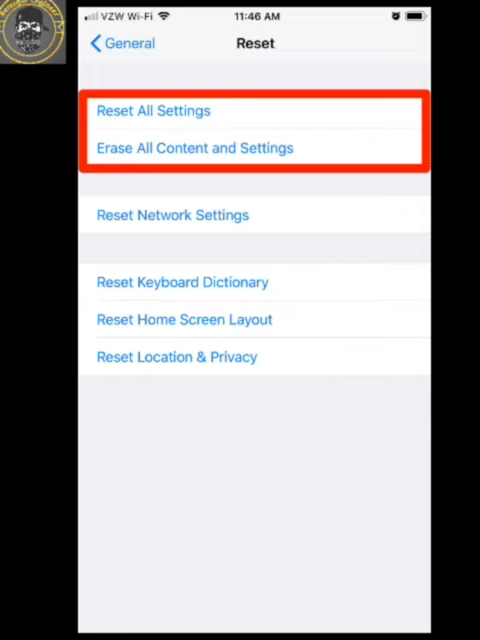 VZW Wi-Fi
11:46 AM
General
Reset
Reset All Settings
Erase All Content and Settings
Reset Network Settings
Reset Keyboard Dictionary
Reset Home Screen Layout
Reset Location & Privacy